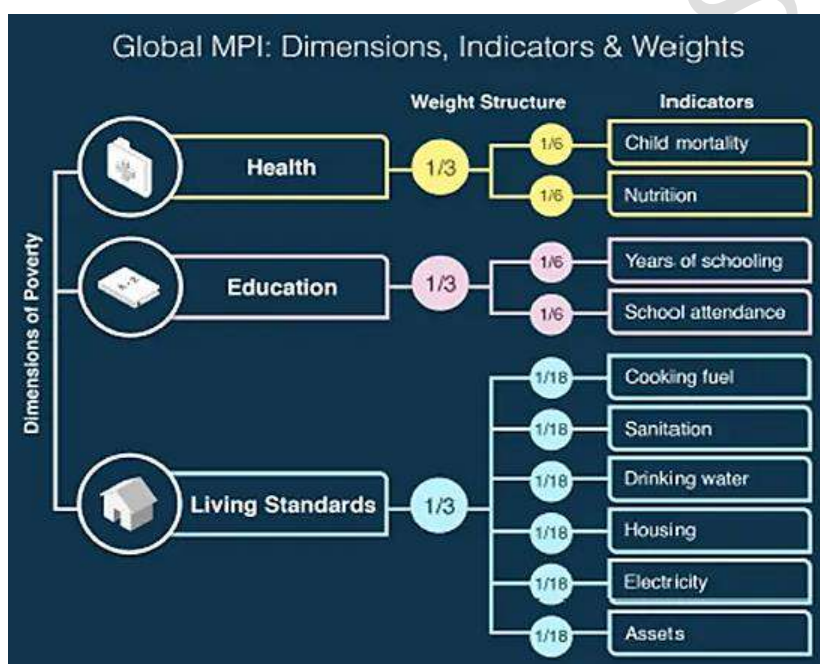 Global MPI: Dimensions, Indicators & Weights
Weight Structure
Indicators
Dimensions of Poverty
Health
1/3
1/6
Child mortality
1/6
Nutrition
Education
1/3
1/6
Years of schooling
1/6
School attendance
Living Standards
1/3
1/18
Cooking fuel
1/18
Sanitation
1/18
Drinking water
1/18
Housing
1/18
Electricity
1/18
Assets